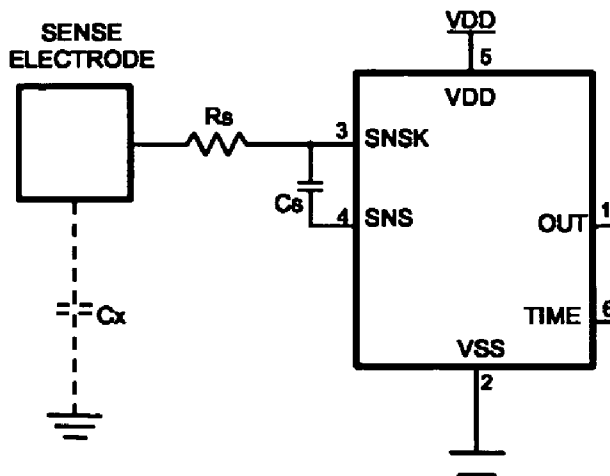 SENSE
ELECTRODE
VDD
5
VDD
Rs
3
SNSK
Cs
4
SNS
OUT
1
Cx
TIME
6
VSS
2